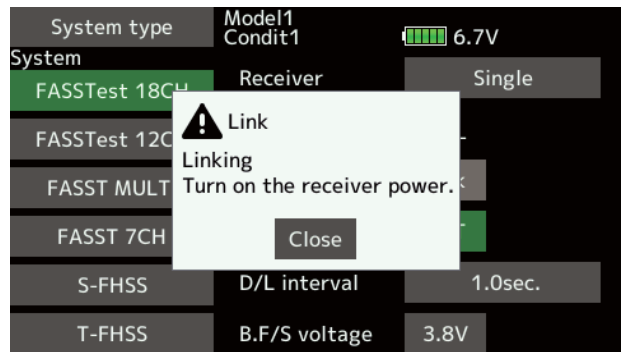 System type
Model1
Condit1
6.7V
System
FASSTest 18CH
Receiver
Single
FASSTest 12C
Link
Linking
Turn on the receiver power.
Close
FASST MULT
FASST 7CH
S-FHSS
D/L interval
1.0sec.
T-FHSS
B.F/S voltage
3.8V